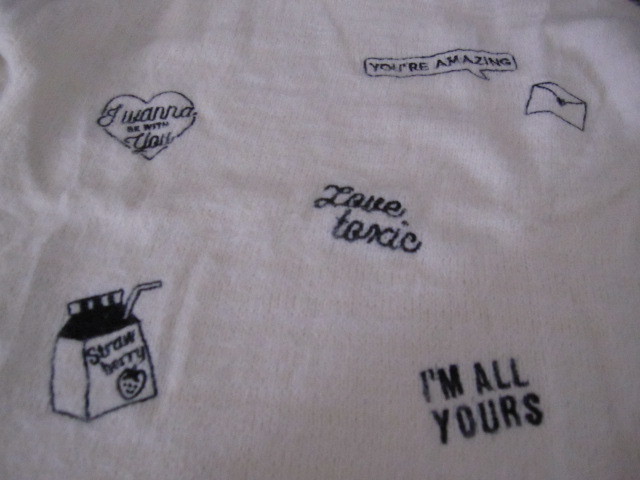 YOU'RE AMAZING
I wanna
BE WITH
You
Love
toxic
Straw
berry
I'M ALL
YOURS